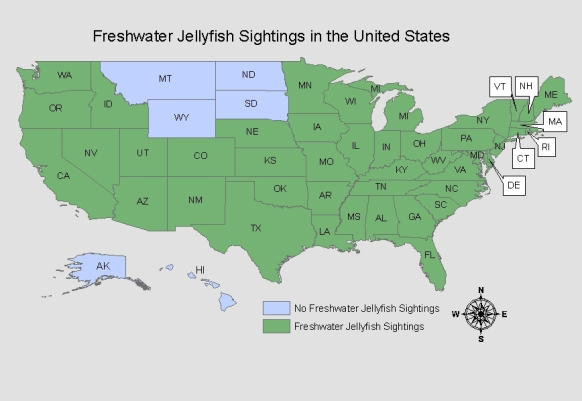 Freshwater Jellyfish Sightings in the United States
WA
MT
ND
MN
MI
VT
NH
ME
OR
ID
SD
WI
MI
NY
MA
WY
IA
PA
RI
NE
NV
UT
CO
IL
IN
OH
NJ
MD
CT
CA
KS
MO
WV
VA
KY
DE
AZ
NM
OK
AR
TN
NC
SC
TX
LA
MS
AL
GA
FL
AK
HI
No Freshwater Jellyfish Sightings
Freshwater Jellyfish Sightings
N
W
E
S